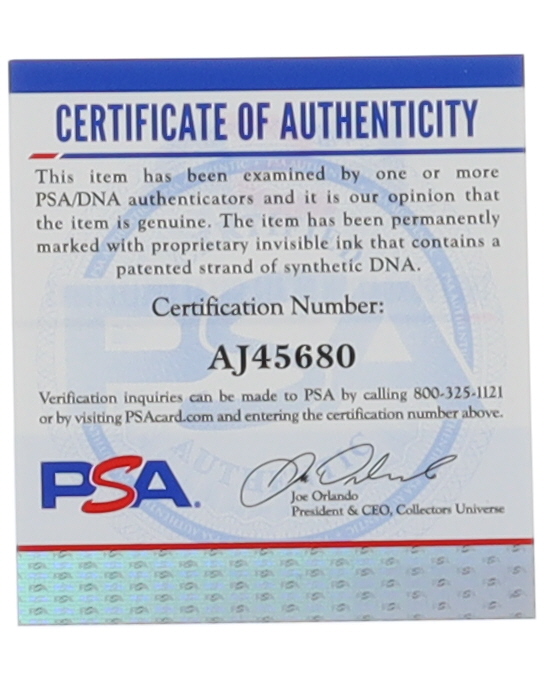 CERTIFICATE OF AUTHENTICITY
This item has been examined by one or more
PSA/DNA authenticators and it is our opinion that
the item is genuine. The item has been permanently
marked with proprietary invisible ink that contains a
patented strand of synthetic DNA.
Certification Number:
AJ45680
Verification inquiries can be made to PSA by calling 800-325-1121
or by visiting PSAcard.com and entering the certification number above.
PSA.
Joe Orlando
President & CEO, Collectors Universe